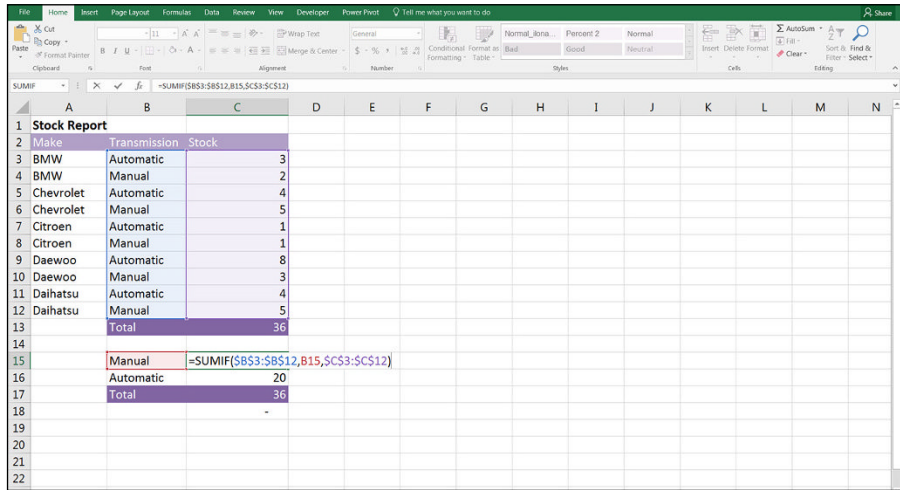 File Home Insert Page Layout Formulas Data Review View Developer Power Pivot Tell me what you want to do Share
Cut
Copy
Format Painter
Paste
11 A A
B I U A
Wrap Text
Merge & Center
General
$ % ,
Conditional Formatting
Format as Table
Normal_ilona... Percent 2 Normal
Bad Good Neutral
Insert Delete Format
AutoSum
Fill
Clear
Sort & Filter
Find & Select
Clipboard Font Alignment Number Styles Cells Editing
SUMIF fx =SUMIF($B$3:$B$12,B15,$C$3:$C$12)
A B C D E F G H I J K L M N
1 Stock Report
2 Make Transmission Stock
3 BMW Automatic 3
4 BMW Manual 2
5 Chevrolet Automatic 4
6 Chevrolet Manual 5
7 Citroen Automatic 1
8 Citroen Manual 1
9 Daewoo Automatic 8
10 Daewoo Manual 3
11 Daihatsu Automatic 4
12 Daihatsu Manual 5
13 Total 36
14
15 Manual =SUMIF($B$3:$B$12,B15,$C$3:$C$12)
16 Automatic 20
17 Total 36
18 -
19
20
21
22